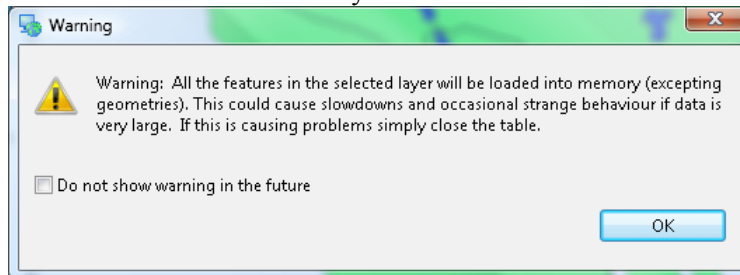 Warning
Warning: All the features in the selected layer will be loaded into memory (excepting
geometries). This could cause slowdowns and occasional strange behaviour if data is
very large. If this is causing problems simply close the table.
Do not show warning in the future
OK